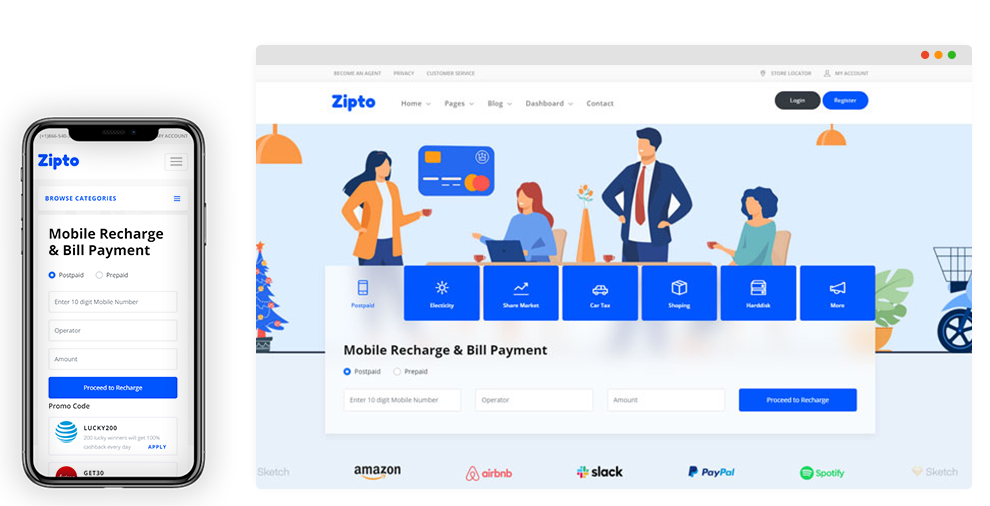 (+1)866-540-
MY ACCOUNT
Zipto
BROWSE CATEGORIES
Mobile Recharge
& Bill Payment
Postpaid Prepaid
Enter 10 digit Mobile Number
Operator
Amount
Proceed to Recharge
Promo Code
LUCKY200
200 lucky winners will get 100%
cashback every day
APPLY
GET30
BECOME AN AGENT PRIVACY CUSTOMER SERVICE STORE LOCATOR MY ACCOUNT
Zipto Home Pages Blog Dashboard Contact Login Register
Postpaid Electicity Share Market Car Tax Shoping Harddisk More
Mobile Recharge & Bill Payment
Postpaid Prepaid
Enter 10 digit Mobile Number Operator Amount Proceed to Recharge
Sketch amazon airbnb slack PayPal Spotify Sketch